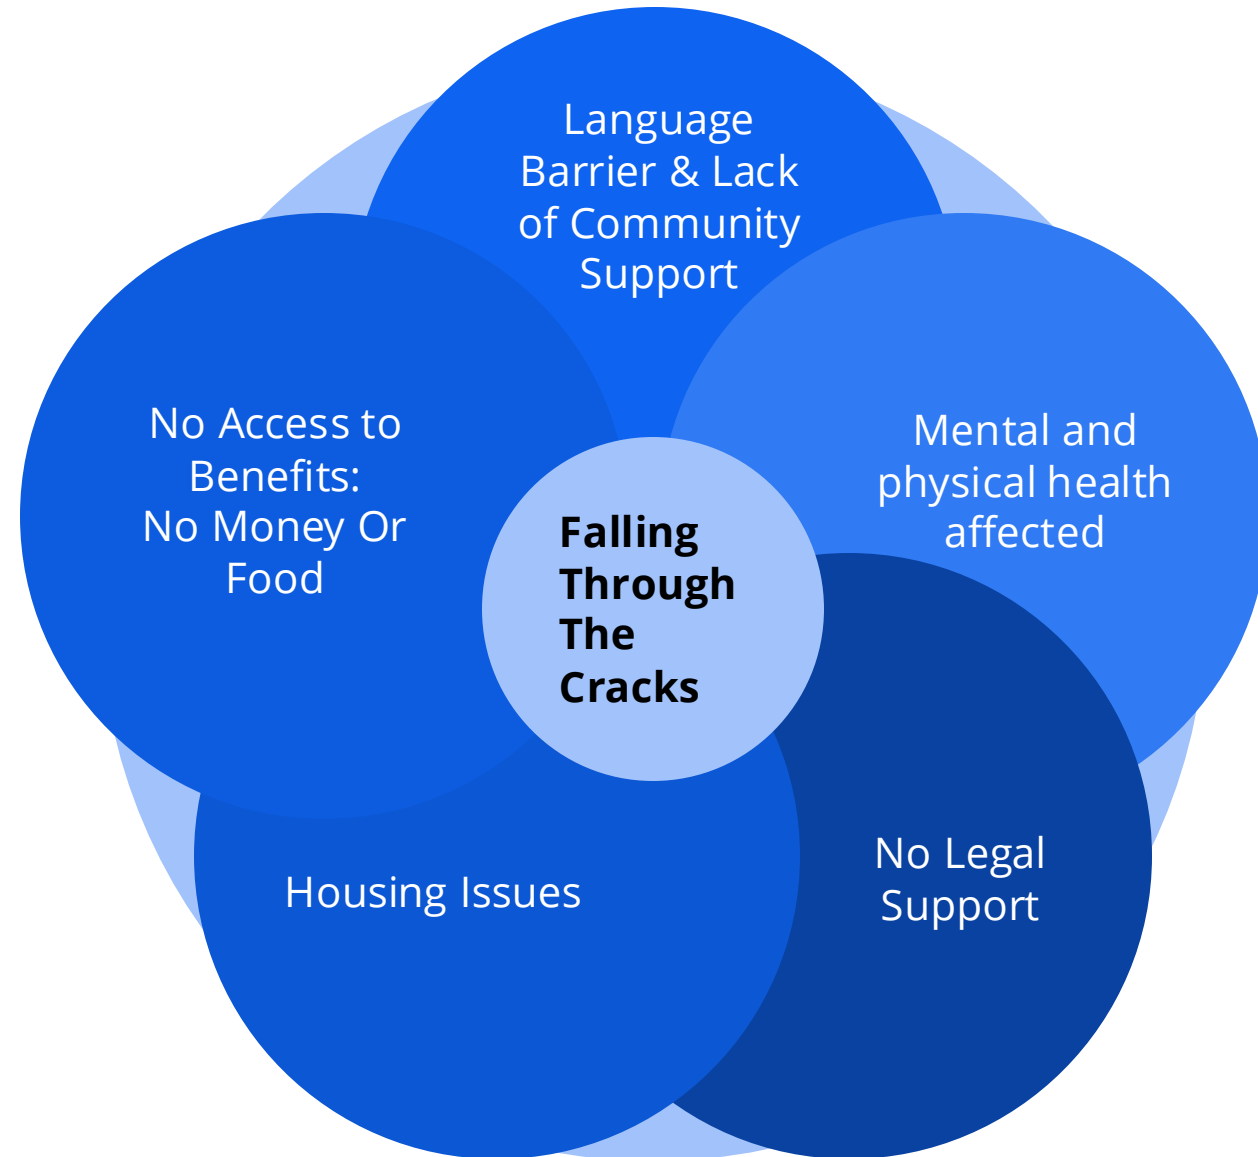 Language
Barrier & Lack
of Community
Support
No Access to
Benefits:
No Money Or
Food
Mental and
physical health
affected
Falling
Through
The
Cracks
Housing Issues
No Legal
Support